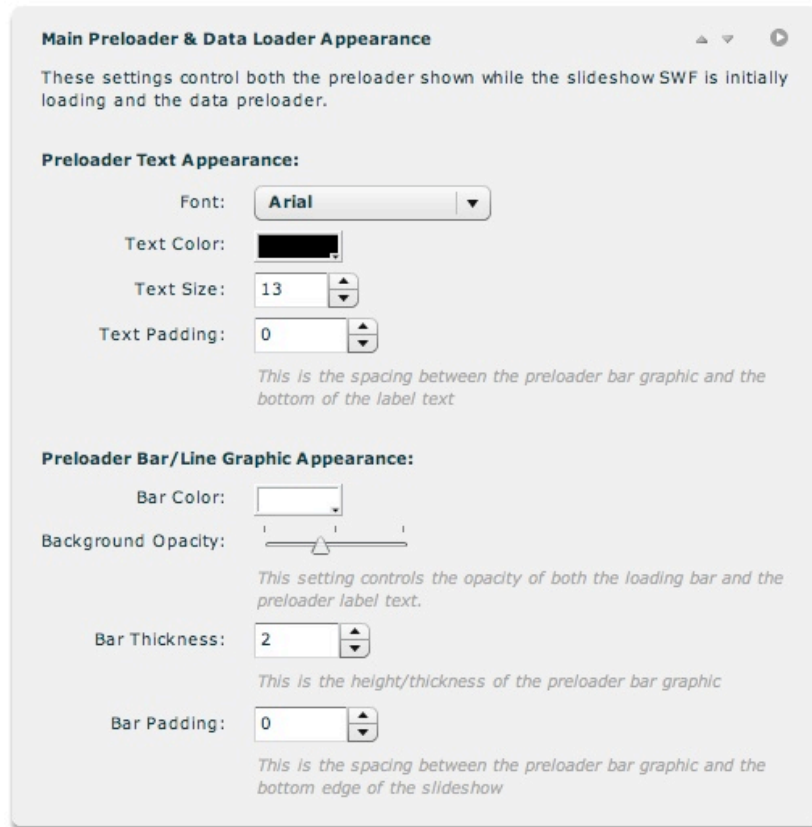 Main Preloader & Data Loader Appearance
These settings control both the preloader shown while the slideshow SWF is initially
loading and the data preloader.
Preloader Text Appearance:
Font: Arial
Text Color:
Text Size: 13
Text Padding: 0
This is the spacing between the preloader bar graphic and the
bottom of the label text
Preloader Bar/Line Graphic Appearance:
Bar Color:
Background Opacity:
This setting controls the opacity of both the loading bar and the
preloader label text.
Bar Thickness: 2
This is the height/thickness of the preloader bar graphic
Bar Padding: 0
This is the spacing between the preloader bar graphic and the
bottom edge of the slideshow